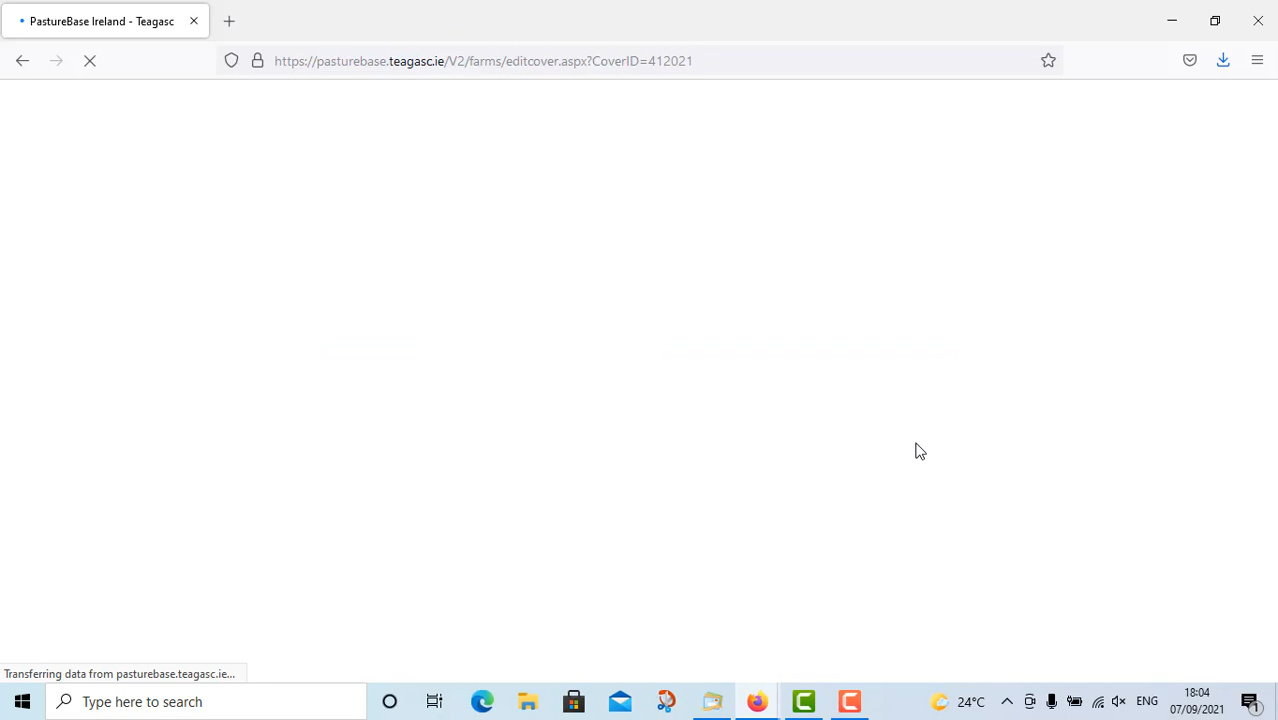 PastureBase Ireland - Teagasc
https://pasturebase.teagasc.ie/V2/farms/editcover.aspx?CoverID=412021
Transferring data from pasturebase.teagasc.ie...
Type here to search
24°C
ENG
18:04
07/09/2021
1